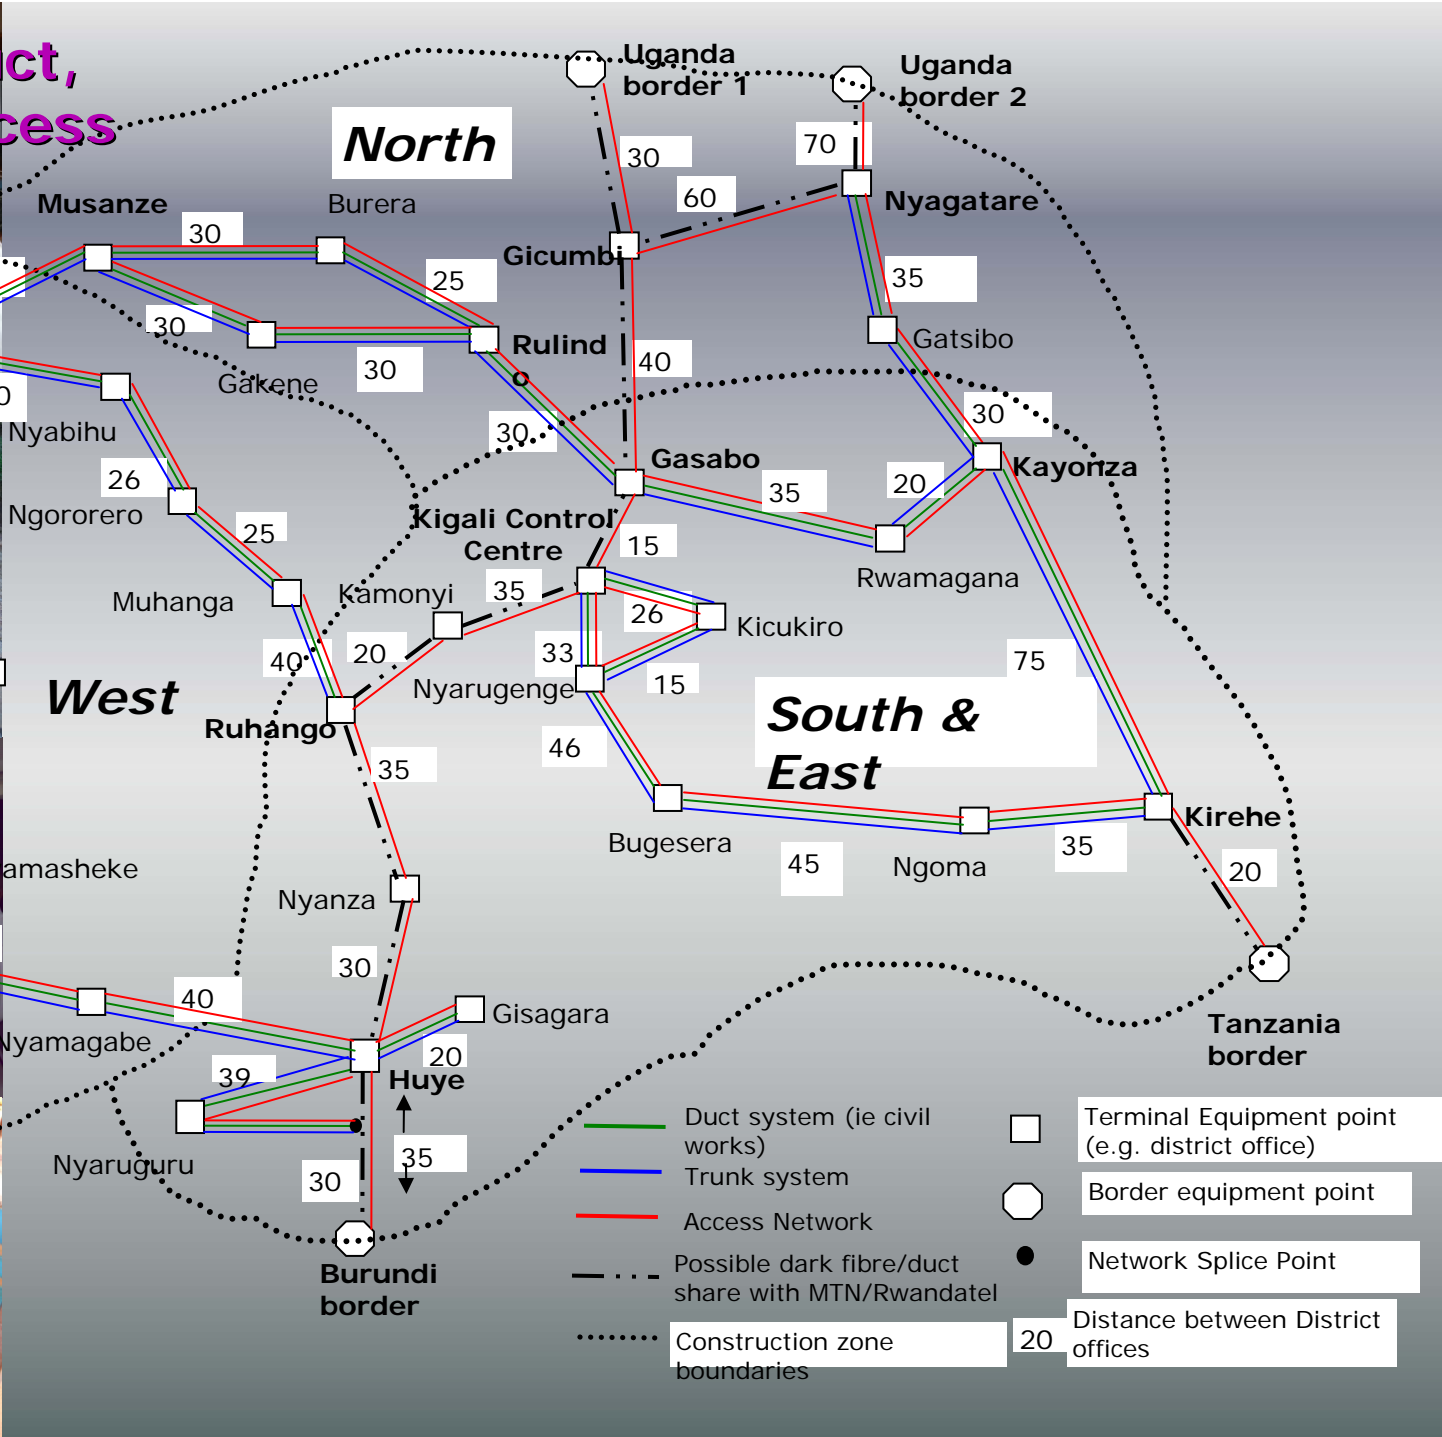 ct,
cess
Uganda
border 1
Uganda
border 2
North
70
30
60
Musanze
Burera
Nyagatare
30
Gicumbi
25
35
30
Rulind
o
Gatsibo
40
30
Gakene
0
30
Nyabihu
30
Gasabo
Kayonza
26
20
35
Ngororero
Kigali Control
Centre
25
15
Rwamagana
Muhanga
Kamonyi
35
26
Kicukiro
40
20
33
75
Nyarugenge
15
West
Ruhango
South &
East
46
35
Kirehe
Bugesera
35
45
Ngoma
20
amasheke
Nyanza
30
40
Gisagara
Nyamagabe
20
Tanzania
border
39
Huye
Nyaruguru
35
30
Burundi
border
Duct system (ie civil
works)
Trunk system
Access Network
Possible dark fibre/duct
share with MTN/Rwandatel
Construction zone
boundaries
Terminal Equipment point
(e.g. district office)
Border equipment point
Network Splice Point
20
Distance between District
offices